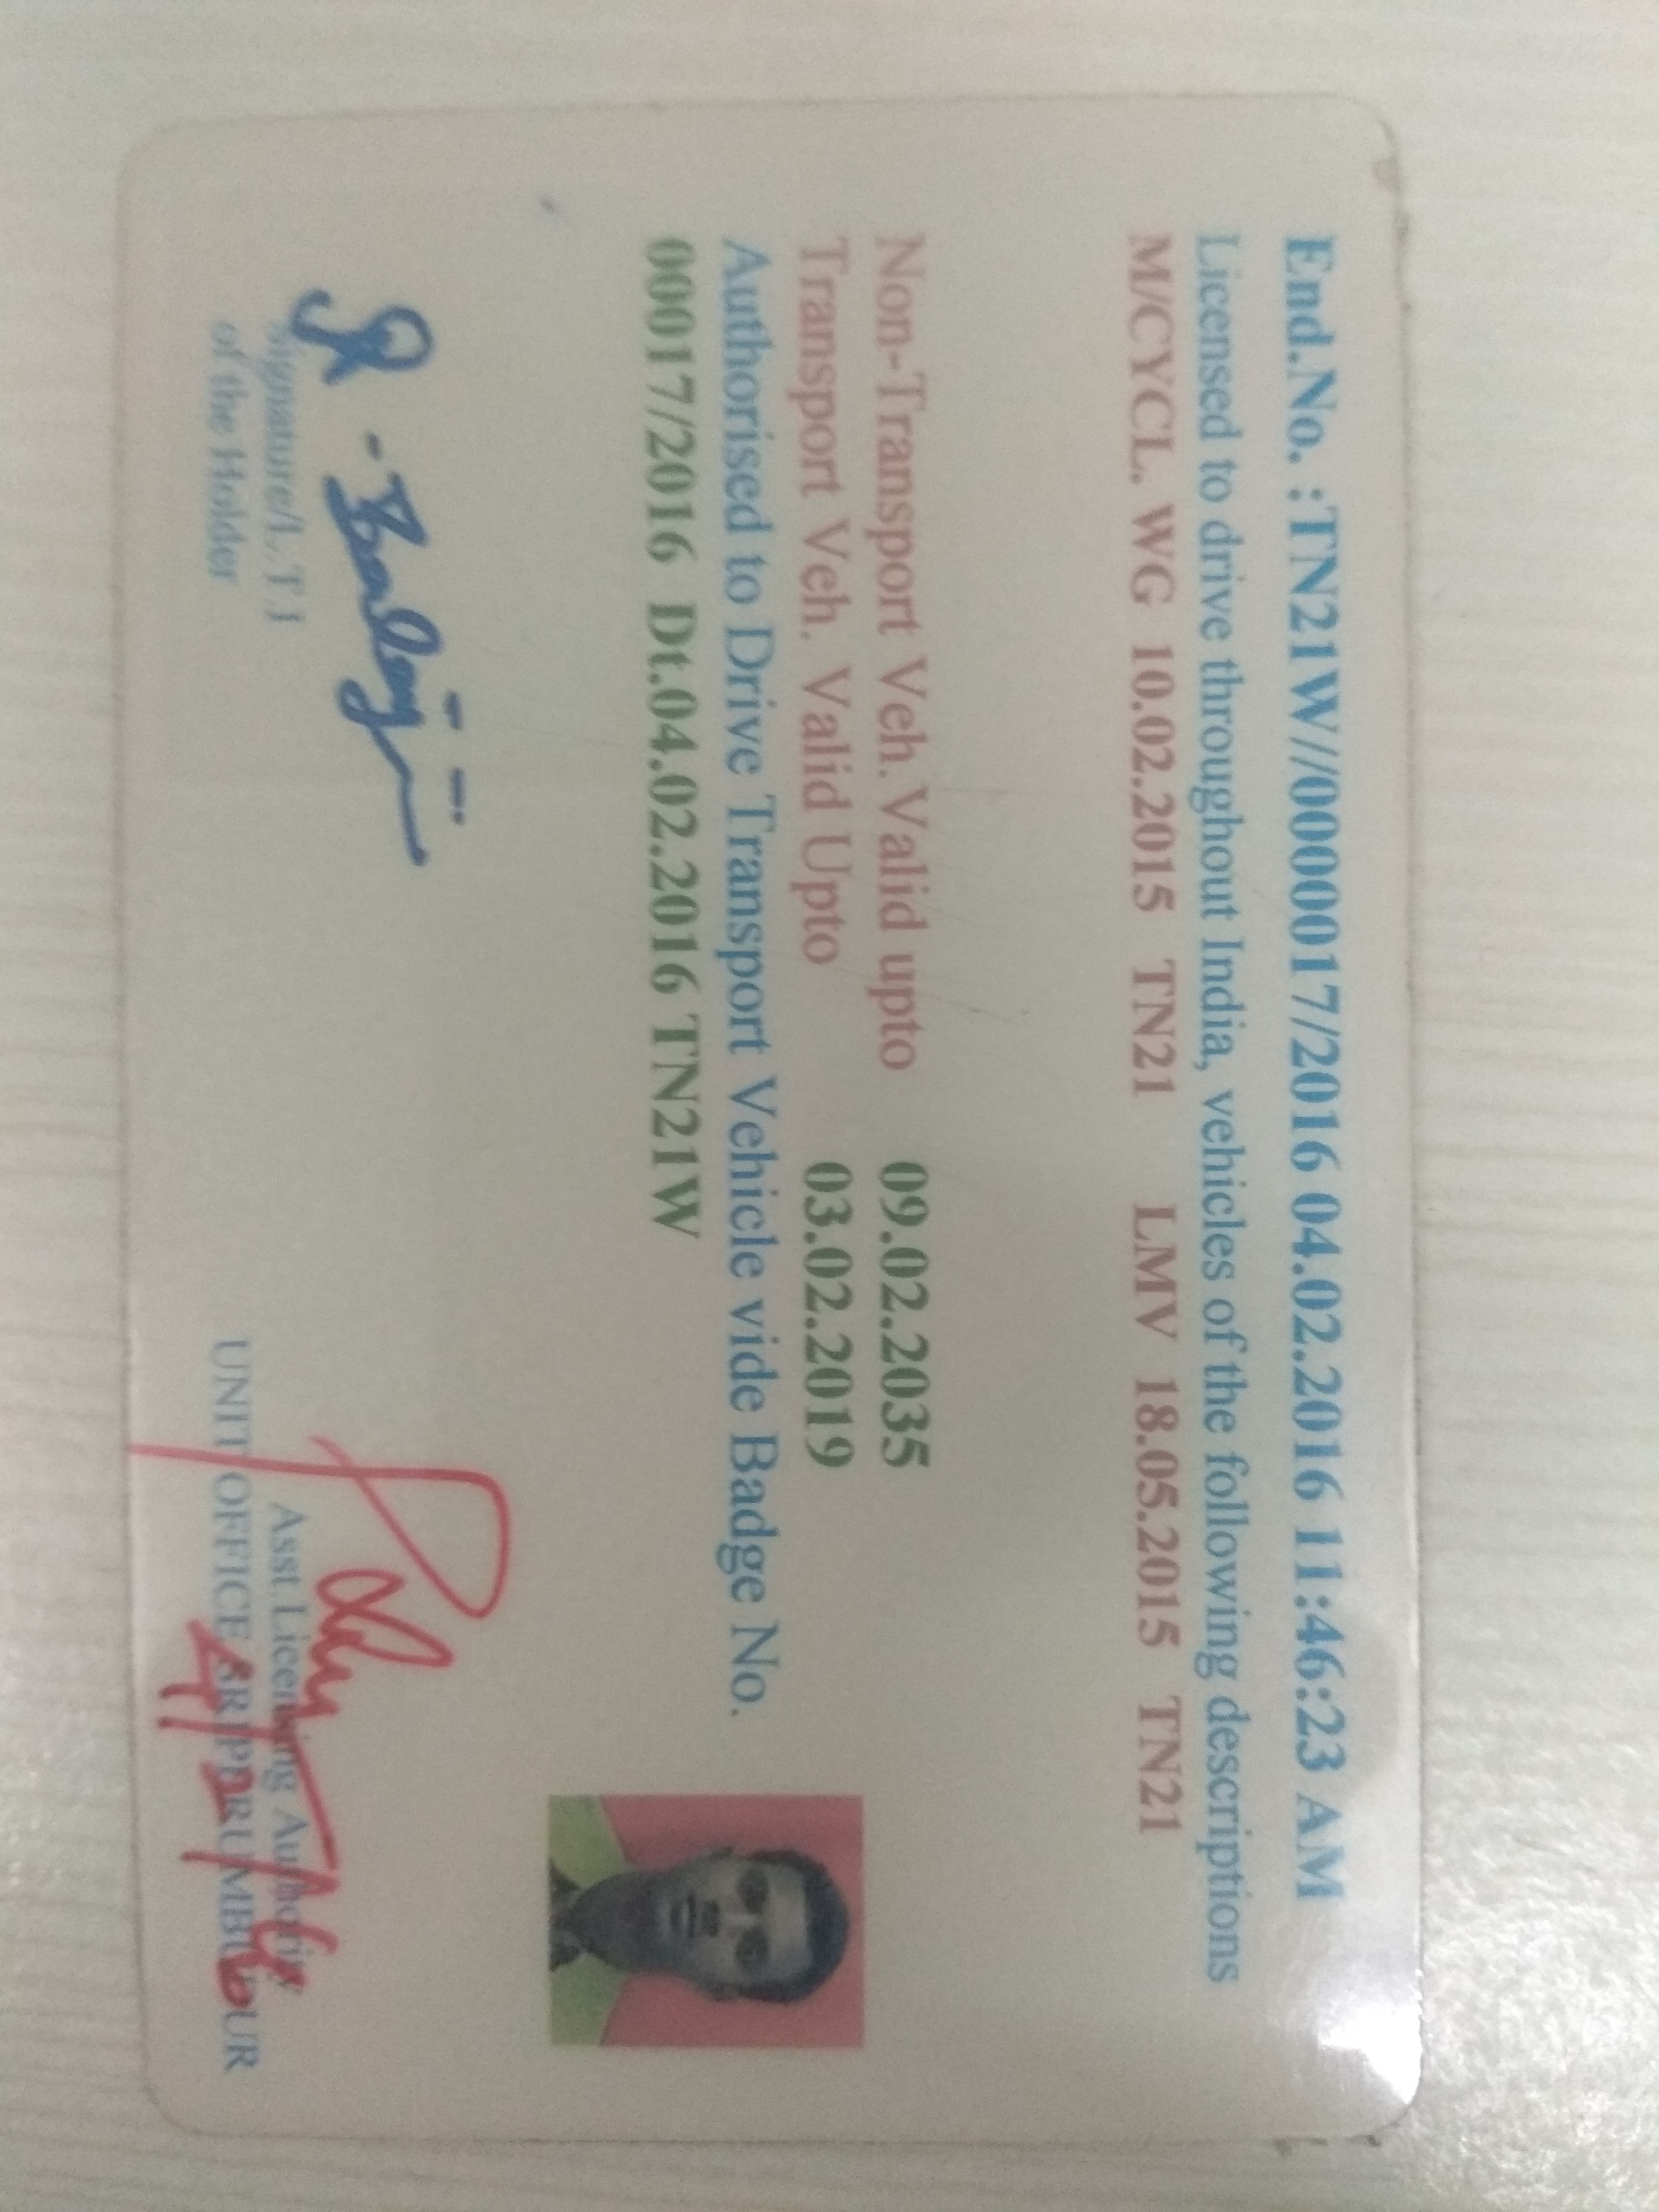 End.No. :TN21W//0000017/2016 04.02.2016 11:46:23 AM
Licensed to drive throughout India, vehicles of the following descriptions
M/CYCL. WG 10.02.2015 TN21 LMV 18.05.2015 TN21
Non-Transport Veh.Valid upto 09.02.2035
Transport Veh. Valid Upto 03.02.2019
Authorised to Drive Transport Vehicle vide Badge No.
00017/2016 Dt.04.02.2016 TN21W
Balaji
Signature/L.T.I
of the Holder
Asst.Licensing Authority
UNIT OFFICE SRIPERUMBUDUR